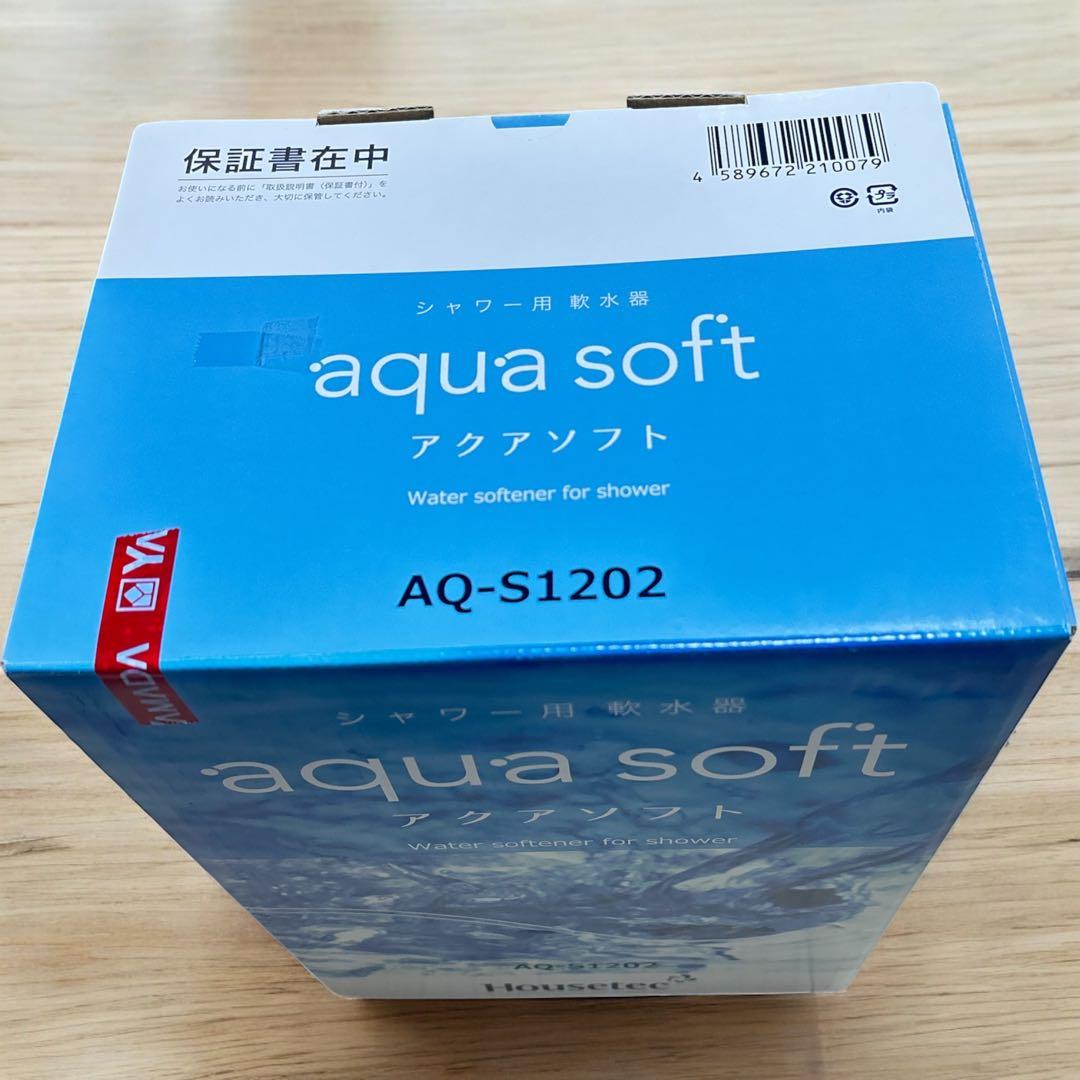 保証書在中
お使いになる前に「取扱説明書（保証書付）」を
よくお読みいただき、大切に保管してください。
4 589672 210079
プラ
内袋
シャワー用 軟水器
aqua soft
アクアソフト
Water softener for shower
AQ-S1202
シャワー用 軟水器
aqua soft
アクアソフト
Water softener for shower
AQ-S1202
Housetec